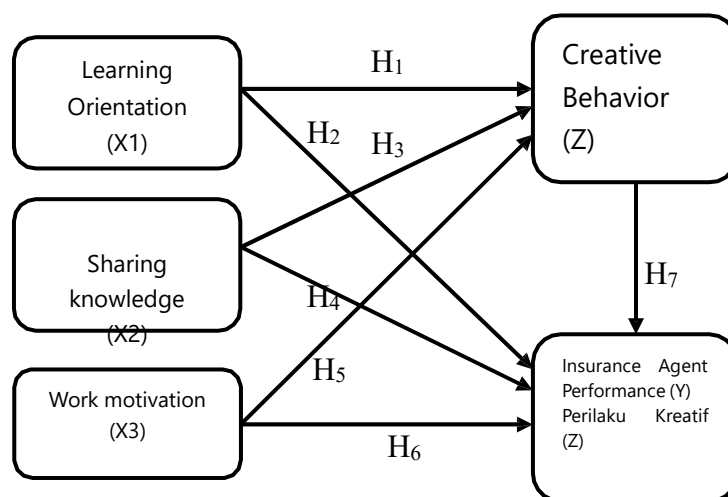 Learning
Orientation
(X1)
H1
Creative
Behavior
(Z)
H2
H3
Sharing
knowledge
(X2)
H4
H7
H5
Work motivation
(X3)
H6
Insurance Agent
Performance (Y)
Perilaku Kreatif
(Z)